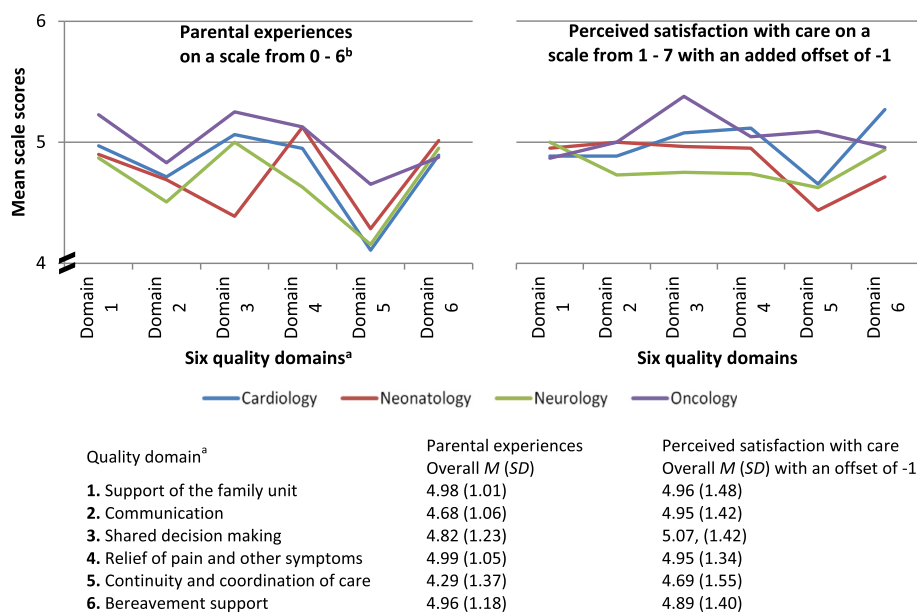 Parental experiences
on a scale from 0 - 6ᵇ
Perceived satisfaction with care on a
scale from 1 - 7 with an added offset of -1
Mean scale scores
6
5
4
Domain 1
Domain 2
Domain 3
Domain 4
Domain 5
Domain 6
Domain 1
Domain 2
Domain 3
Domain 4
Domain 5
Domain 6
Six quality domainsᵃ
Six quality domains
Cardiology Neonatology Neurology Oncology
Quality domainᵃ
Parental experiences
Overall M (SD)
Perceived satisfaction with care
Overall M (SD) with an offset of -1
1. Support of the family unit 4.98 (1.01) 4.96 (1.48)
2. Communication 4.68 (1.06) 4.95 (1.42)
3. Shared decision making 4.82 (1.23) 5.07, (1.42)
4. Relief of pain and other symptoms 4.99 (1.05) 4.95 (1.34)
5. Continuity and coordination of care 4.29 (1.37) 4.69 (1.55)
6. Bereavement support 4.96 (1.18) 4.89 (1.40)